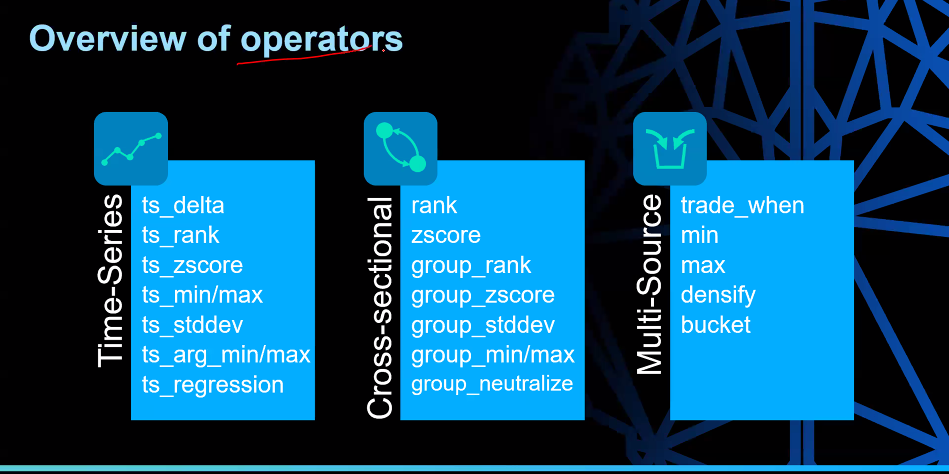 Overview of operators
Time-Series
ts_delta
ts_rank
ts_zscore
ts_min/max
ts_stddev
ts_arg_min/max
ts_regression
Cross-sectional
rank
zscore
group_rank
group_zscore
group_stddev
group_min/max
group_neutralize
Multi-Source
trade_when
min
max
densify
bucket